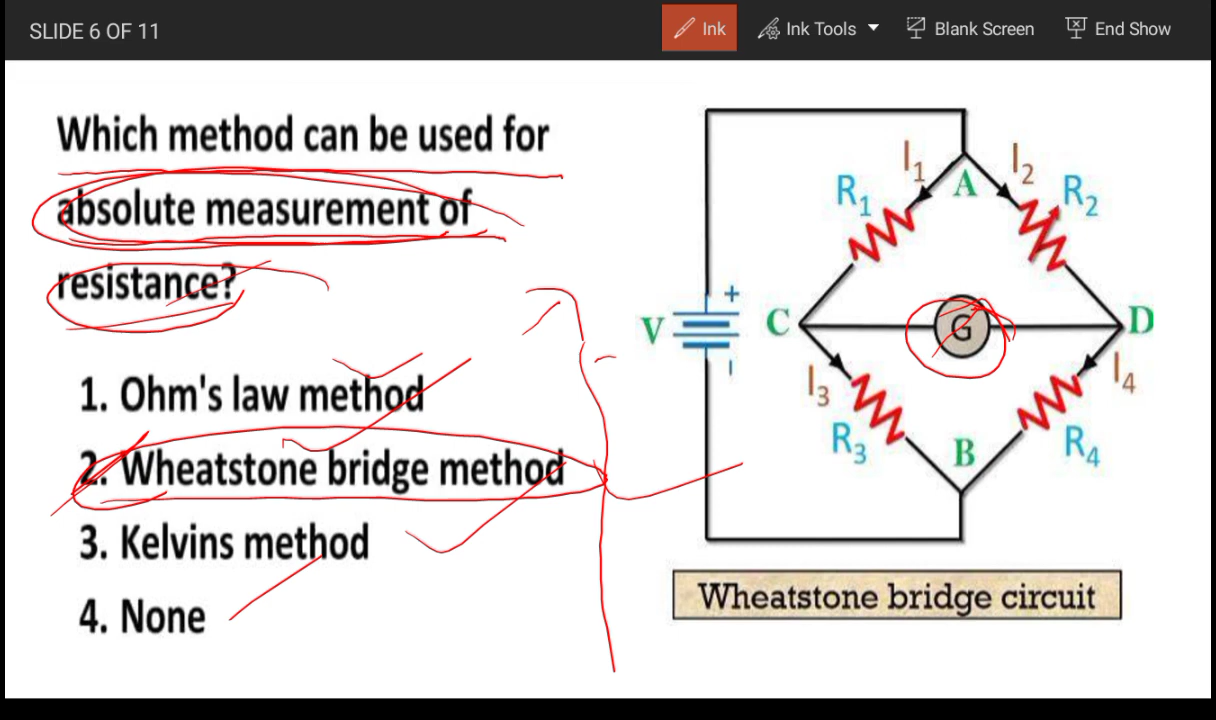 SLIDE 6 OF 11
Ink
Ink Tools
Blank Screen
End Show
Which method can be used for
absolute measurement of
resistance?
1. Ohm's law method
2. Wheatstone bridge method
3. Kelvins method
4. None
I1
I2
R1
A
R2
+
V
C
G
D
-
I3
I4
R3
B
R4
Wheatstone bridge circuit